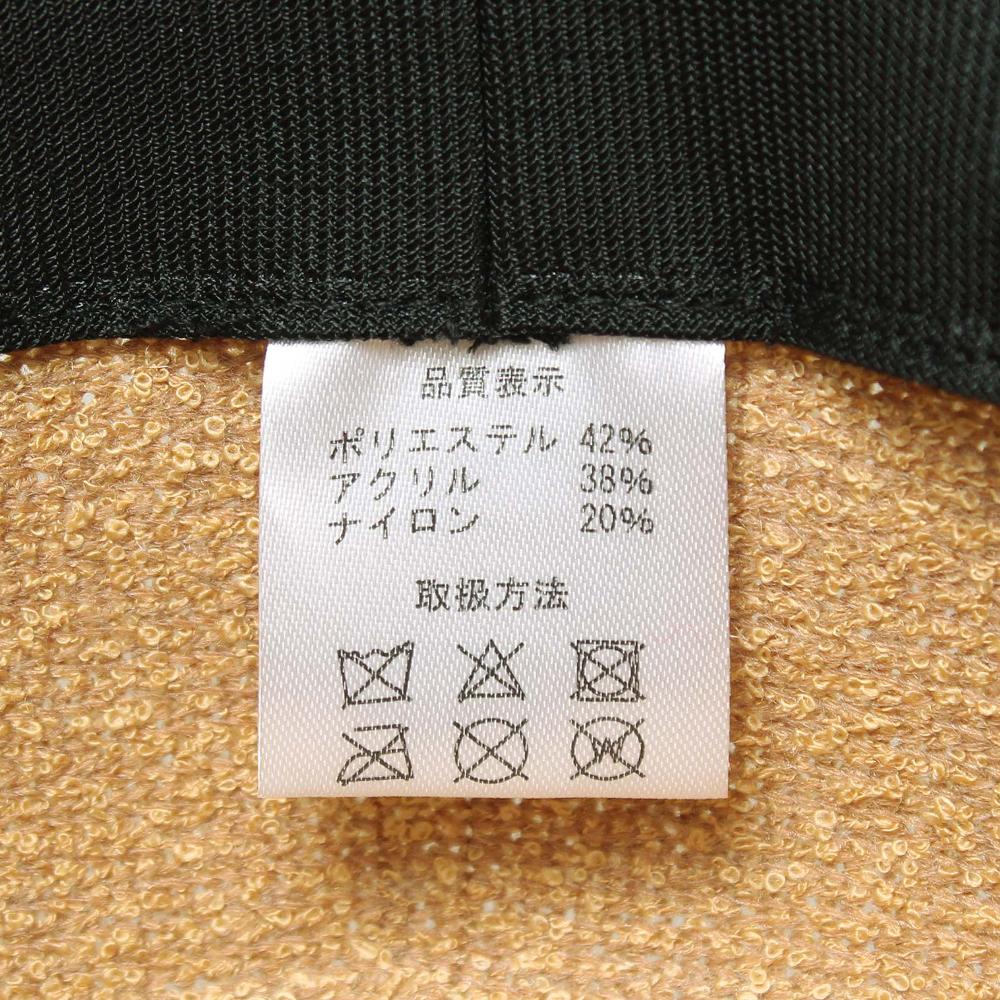 品質表示
ポリエステル 42%
アクリル 38%
ナイロン 20%
取扱方法
W